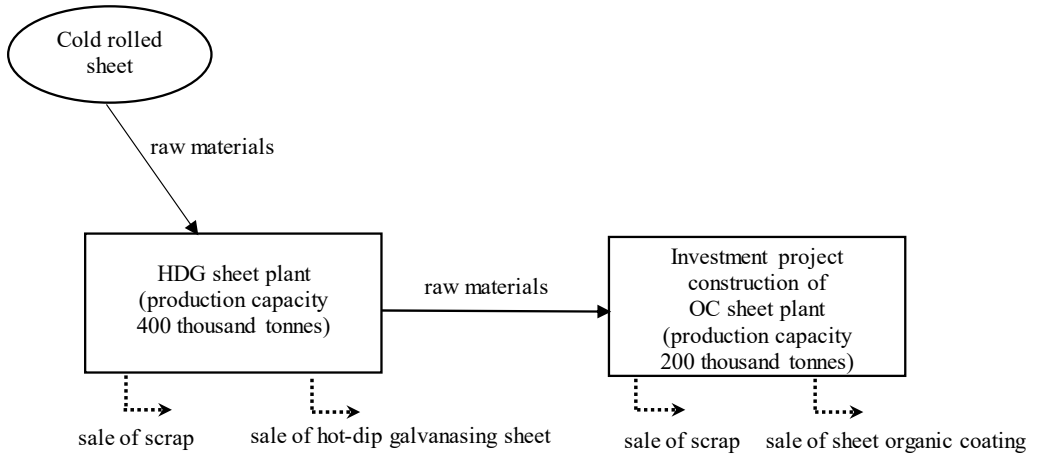 Cold rolled
sheet
raw materials
HDG sheet plant
(production capacity
400 thousand tonnes)
raw materials
Investment project
construction of
OC sheet plant
(production capacity
200 thousand tonnes)
sale of scrap
sale of hot-dip galvanasing sheet
sale of scrap
sale of sheet organic coating